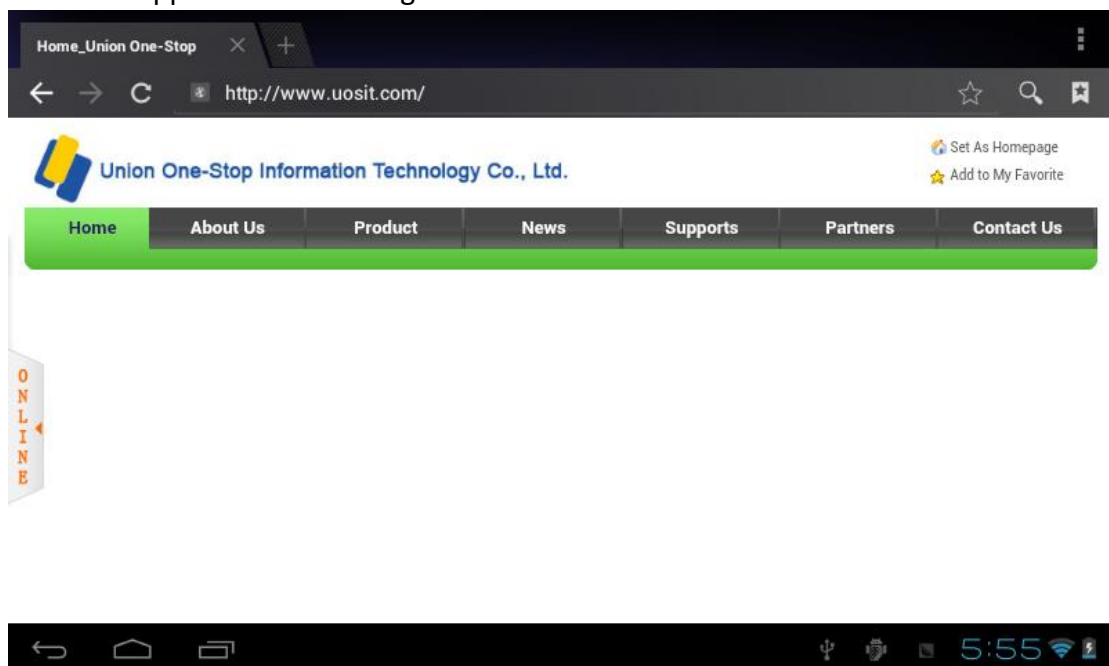 Home_Union One-Stop
http://www.uosit.com/
Union One-Stop Information Technology Co., Ltd.
Set As Homepage
Add to My Favorite
Home About Us Product News Supports Partners Contact Us
ONLINE
5:55